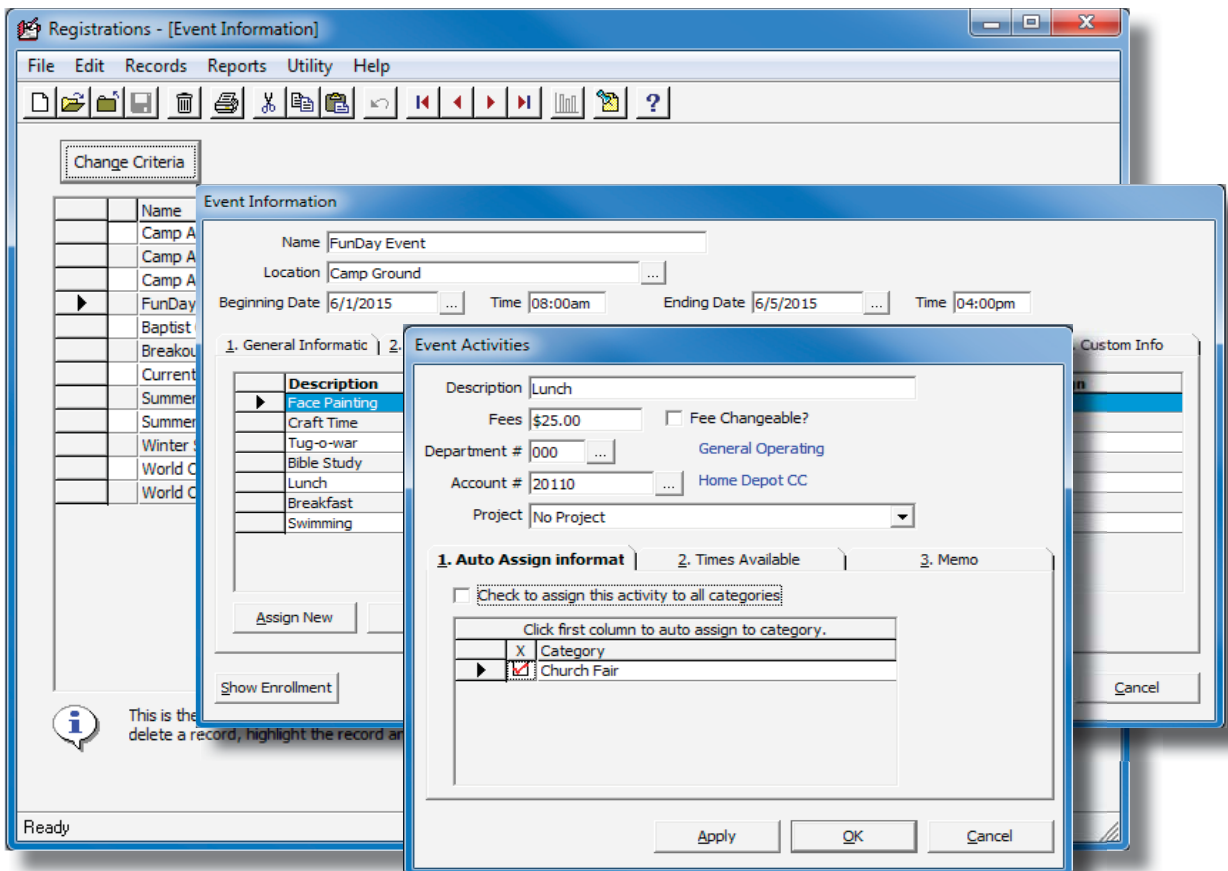 Registrations - [Event Information]
File Edit Records Reports Utility Help
Change Criteria
Name
Camp A
Camp A
Camp A
FunDay
Baptist
Breakou
Current
Summer
Summer
Winter
World C
World C
This is the
delete a record, highlight the record an
Ready
Event Information
Name FunDay Event
Location Camp Ground ...
Beginning Date 6/1/2015 ... Time 08:00am Ending Date 6/5/2015 ... Time 04:00pm
1. General Informatic 2. Custom Info
Description
Face Painting
Craft Time
Tug-o-war
Bible Study
Lunch
Breakfast
Swimming
Assign New
Show Enrollment Cancel
Event Activities
Description Lunch
Fees $25.00 Fee Changeable?
Department # 000 ... General Operating
Account # 20110 ... Home Depot CC
Project No Project
1. Auto Assign informat 2. Times Available 3. Memo
Check to assign this activity to all categories
Click first column to auto assign to category.
X Category
Church Fair
Apply OK Cancel